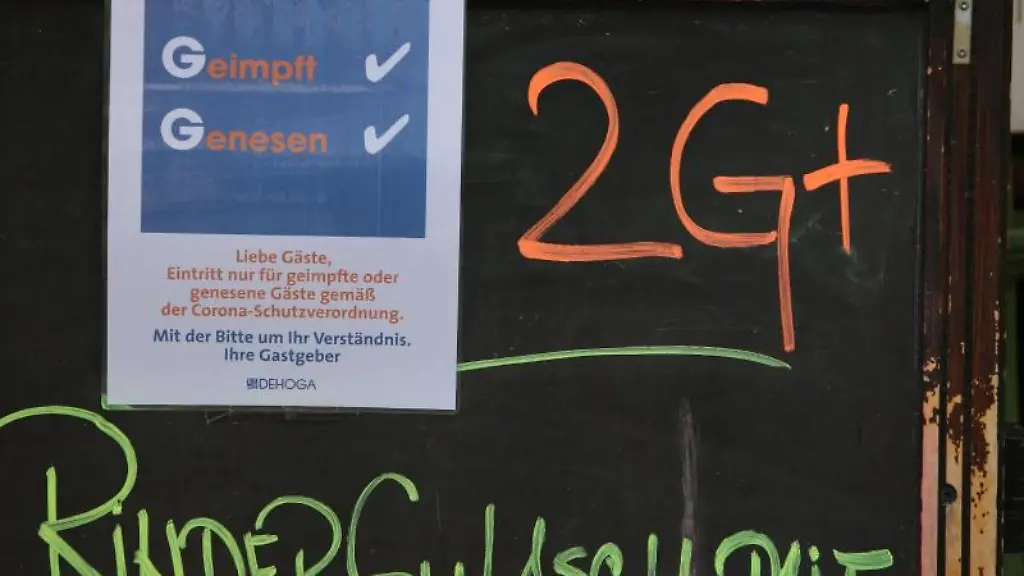 Geimpft ✓
Genesen ✓
Liebe Gäste,
Eintritt nur für geimpfte oder
genesene Gäste gemäß
der Corona-Schutzverordnung.
Mit der Bitte um Ihr Verständnis.
Ihre Gastgeber
DEHOGA
2G+
RinDERGulasch mit